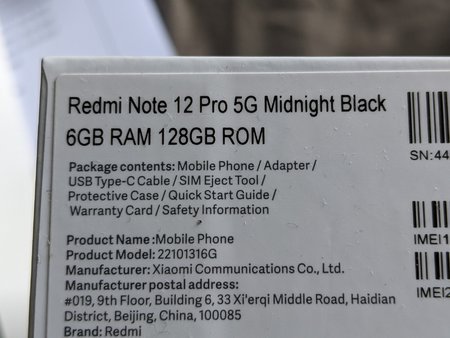 Redmi Note 12 Pro 5G Midnight Black
6GB RAM 128GB ROM
Package contents: Mobile Phone / Adapter /
USB Type-C Cable / SIM Eject Tool /
Protective Case / Quick Start Guide /
Warranty Card / Safety Information
Product Name:Mobile Phone
Product Model: 22101316G
Manufacturer: Xiaomi Communications Co., Ltd.
Manufacturer postal address:
#019, 9th Floor, Building 6, 33 Xi'erqi Middle Road, Haidian
District, Beijing, China, 100085
Brand: Redmi
SN:44
IMEI1
IMEI2